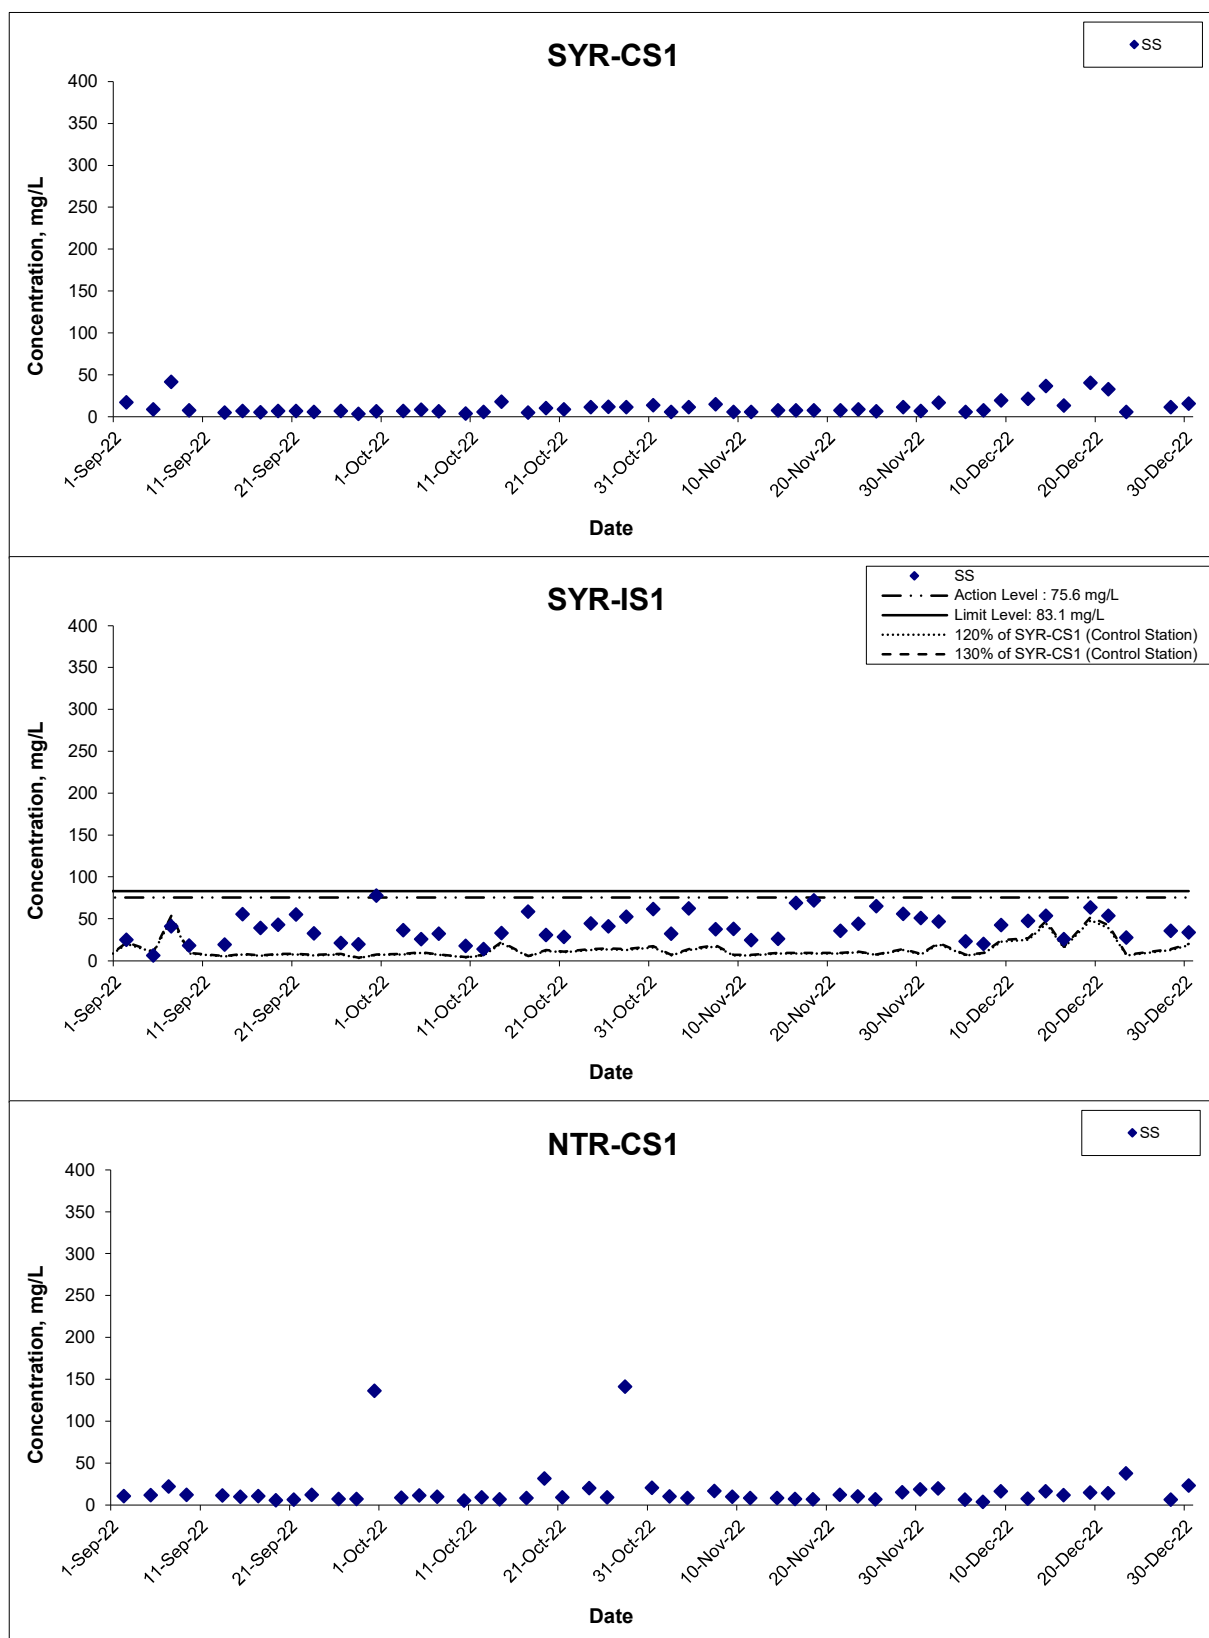 SYR-CS1
SS
Concentration, mg/L
400
350
300
250
200
150
100
50
0
1-Sep-22
11-Sep-22
21-Sep-22
1-Oct-22
11-Oct-22
21-Oct-22
31-Oct-22
10-Nov-22
20-Nov-22
30-Nov-22
10-Dec-22
20-Dec-22
30-Dec-22
Date
SYR-IS1
SS
Action Level : 75.6 mg/L
Limit Level: 83.1 mg/L
120% of SYR-CS1 (Control Station)
130% of SYR-CS1 (Control Station)
Concentration, mg/L
400
350
300
250
200
150
100
50
0
1-Sep-22
11-Sep-22
21-Sep-22
1-Oct-22
11-Oct-22
21-Oct-22
31-Oct-22
10-Nov-22
20-Nov-22
30-Nov-22
10-Dec-22
20-Dec-22
30-Dec-22
Date
NTR-CS1
SS
Concentration, mg/L
400
350
300
250
200
150
100
50
0
1-Sep-22
11-Sep-22
21-Sep-22
1-Oct-22
11-Oct-22
21-Oct-22
31-Oct-22
10-Nov-22
20-Nov-22
30-Nov-22
10-Dec-22
20-Dec-22
30-Dec-22
Date